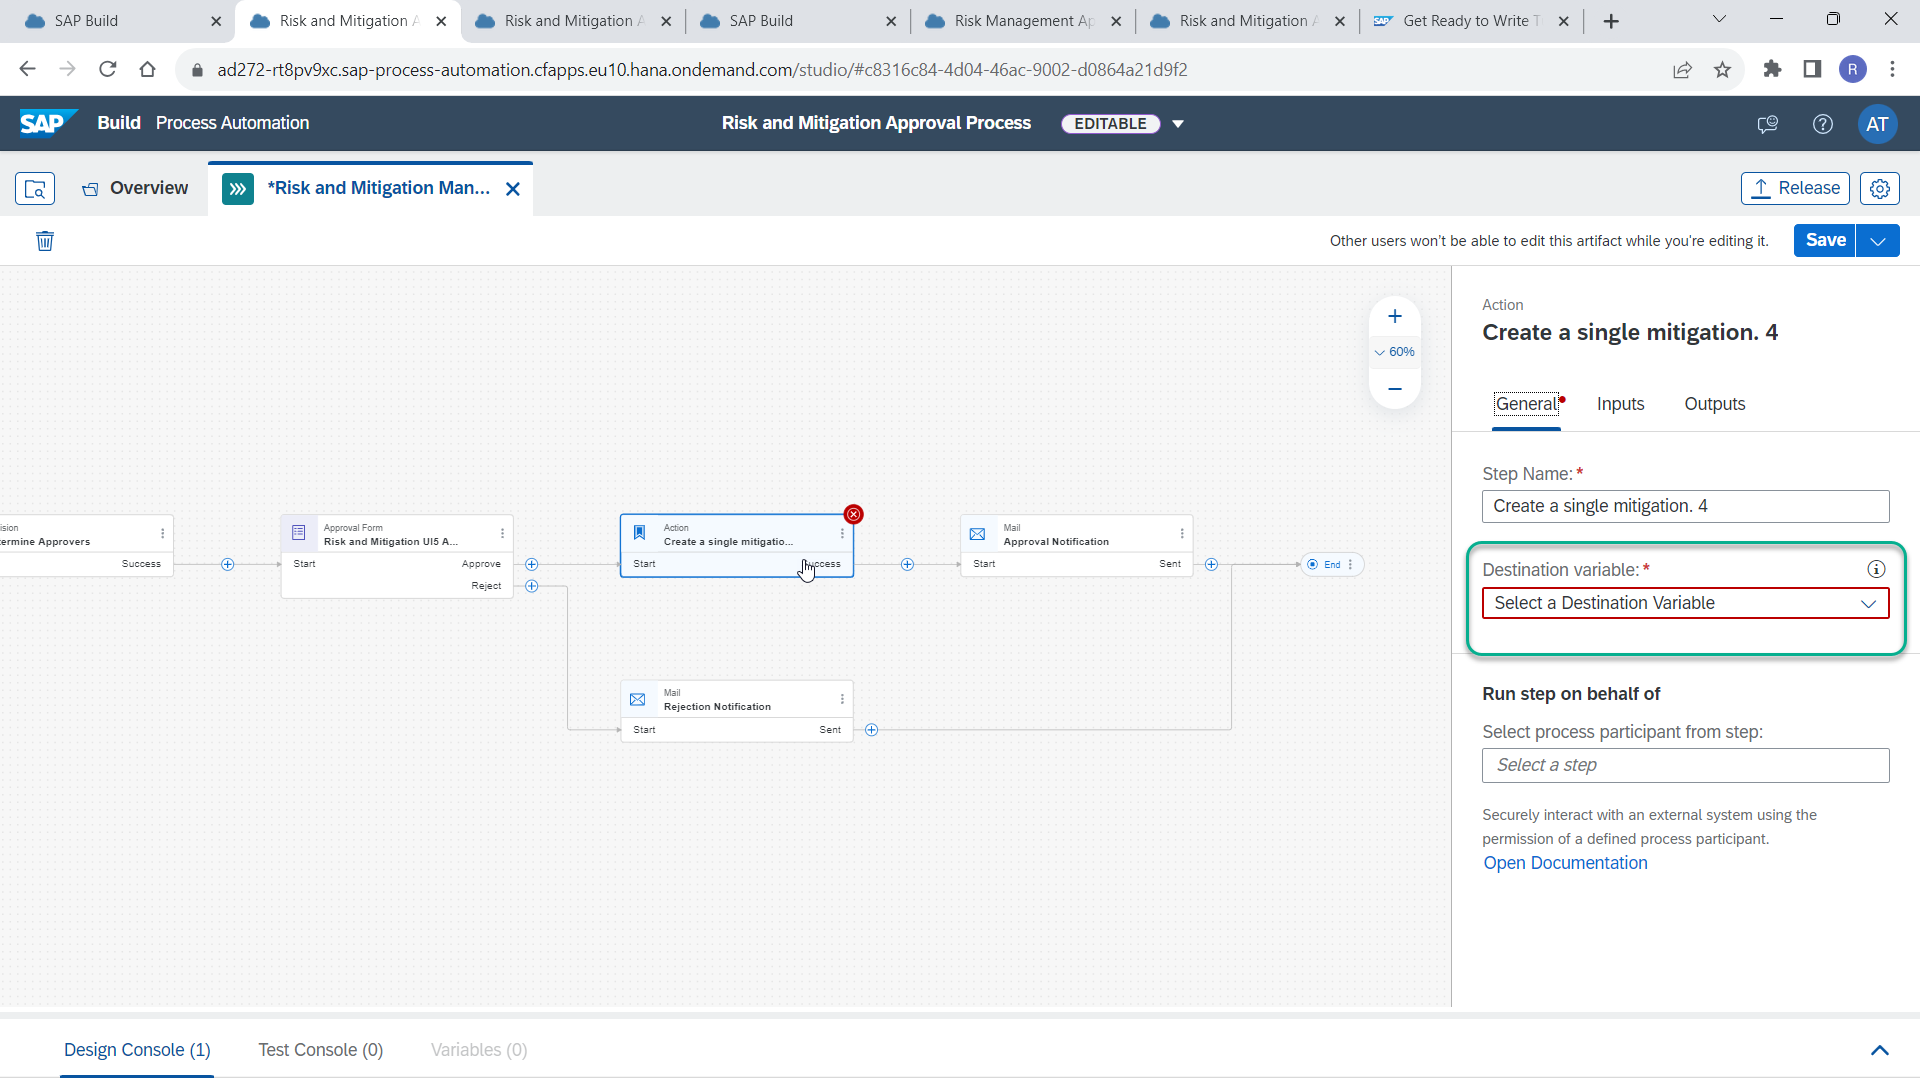 SAP Build
Risk and Mitigation A
Risk and Mitigation A
SAP Build
Risk Management Ap
Risk and Mitigation A
SAP
Get Ready to Write T
ad272-rt8pv9xc.sap-process-automation.cfapps.eu10.hana.ondemand.com/studio/#c8316c84-4d04-46ac-9002-d0864a21d9f2
R
SAP Build Process Automation
Risk and Mitigation Approval Process
EDITABLE
AT
Overview
*Risk and Mitigation Man...
Release
Other users won't be able to edit this artifact while you're editing it.
Save
60%
ision
termine Approvers
Success
Approval Form
Risk and Mitigation UI5 A...
Start
Approve
Reject
Action
Create a single mitigatio...
Start
Mail
Approval Notification
Start
Sent
End
Mail
Rejection Notification
Start
Sent
Action
Create a single mitigation. 4
General
Inputs
Outputs
Step Name: *
Create a single mitigation. 4
Destination variable: *
Select a Destination Variable
Run step on behalf of
Select process participant from step:
Select a step
Securely interact with an external system using the
permission of a defined process participant.
Open Documentation
Design Console (1)
Test Console (0)
Variables (0)